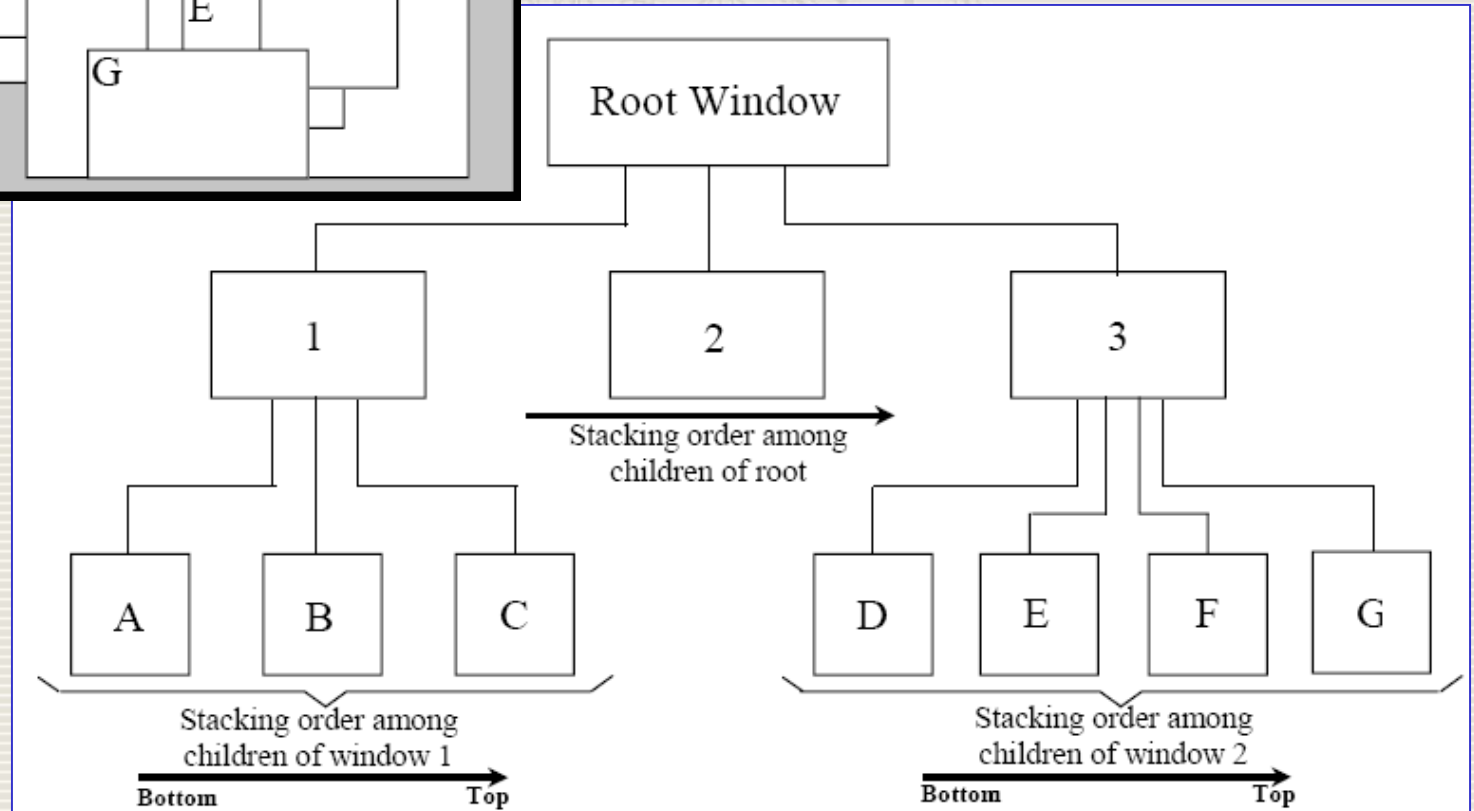 E
G
Root Window
1
2
3
Stacking order among
children of root
A
B
C
D
E
F
G
Stacking order among
children of window 1
Bottom
Top
Stacking order among
children of window 2
Bottom
Top